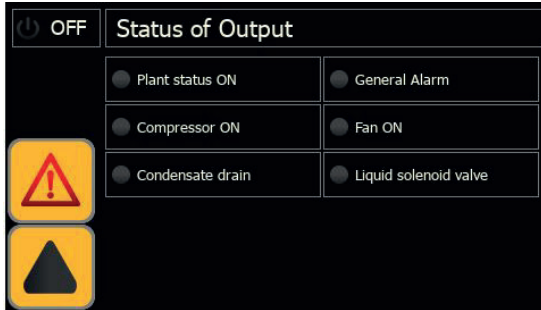 OFF
Status of Output
Plant status ON
General Alarm
Compressor ON
Fan ON
Condensate drain
Liquid solenoid valve